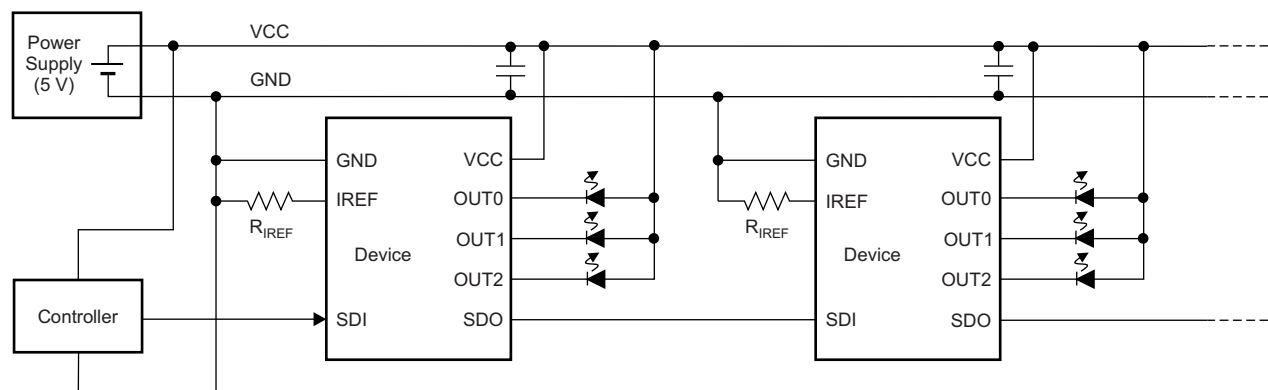 Power
Supply
(5 V)
VCC
GND
GND
IREF
RIREF
Device
VCC
OUT0
OUT1
OUT2
SDI
SDO
GND
IREF
RIREF
Device
VCC
OUT0
OUT1
OUT2
SDI
SDO
Controller